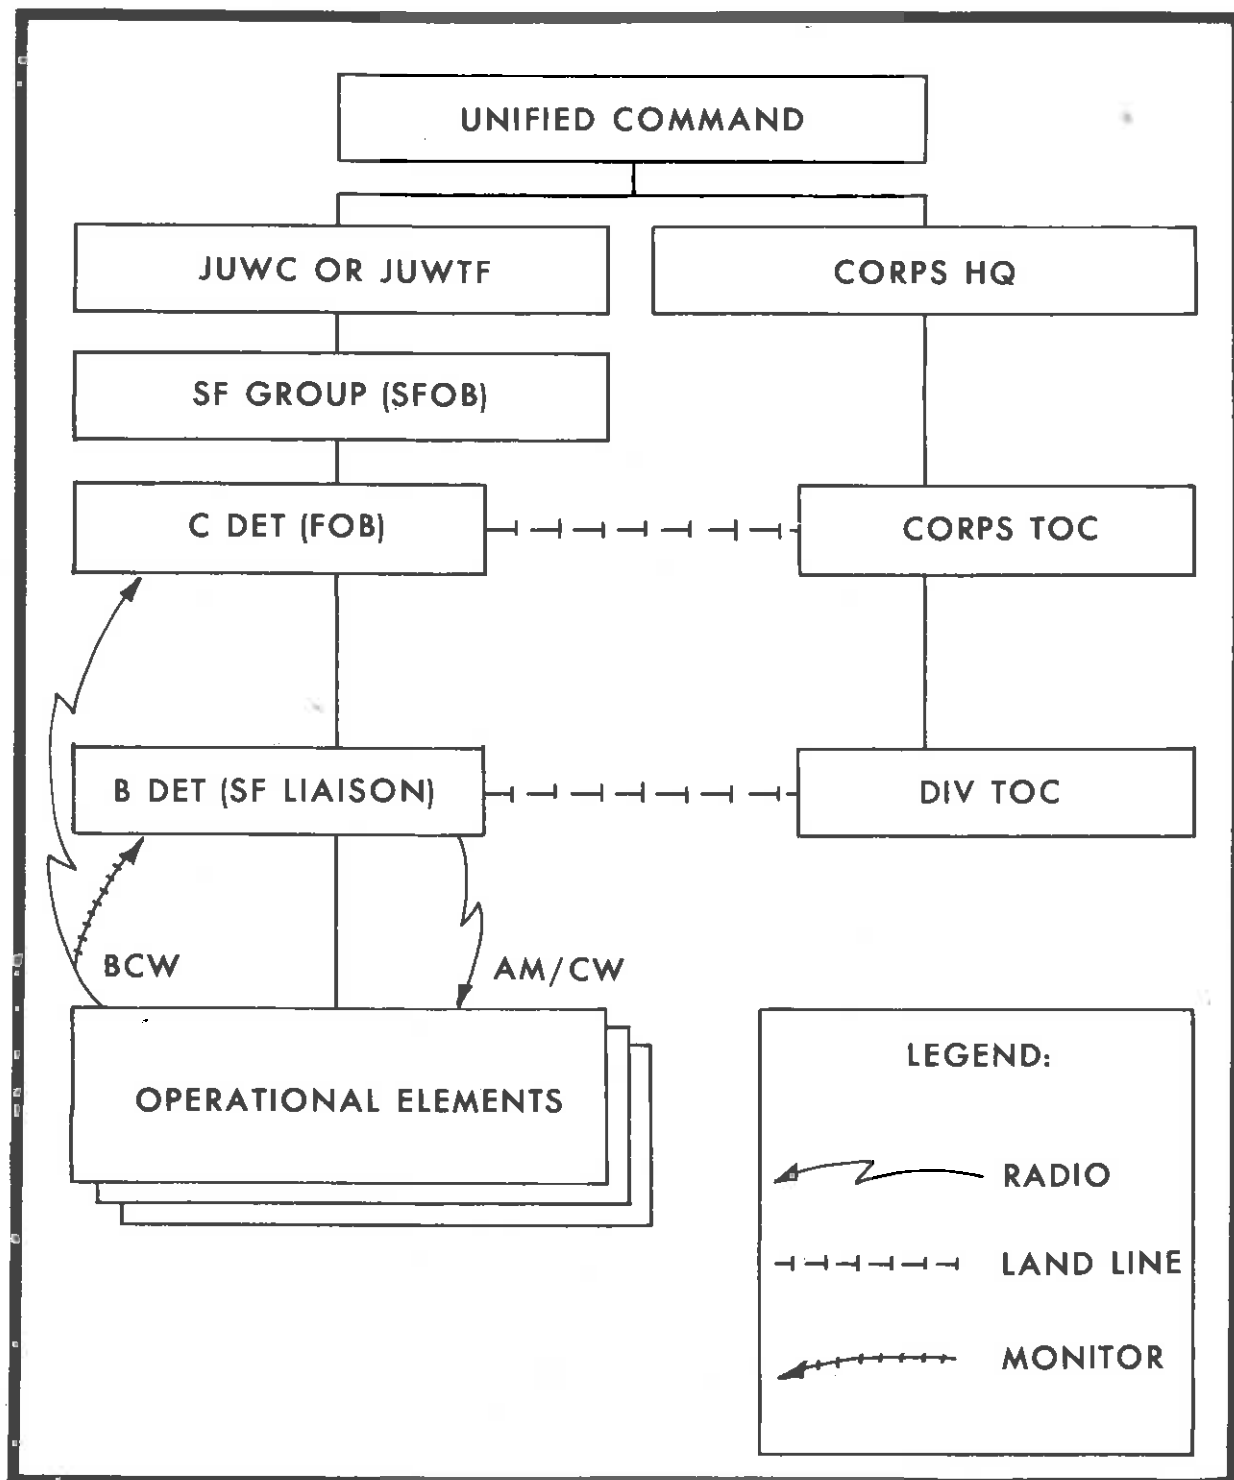 UNIFIED COMMAND
JUWC OR JUWTF
CORPS HQ
SF GROUP (SFOB)
C DET (FOB)
CORPS TOC
B DET (SF LIAISON)
DIV TOC
BCW
AM/CW
OPERATIONAL ELEMENTS
LEGEND:
RADIO
LAND LINE
MONITOR